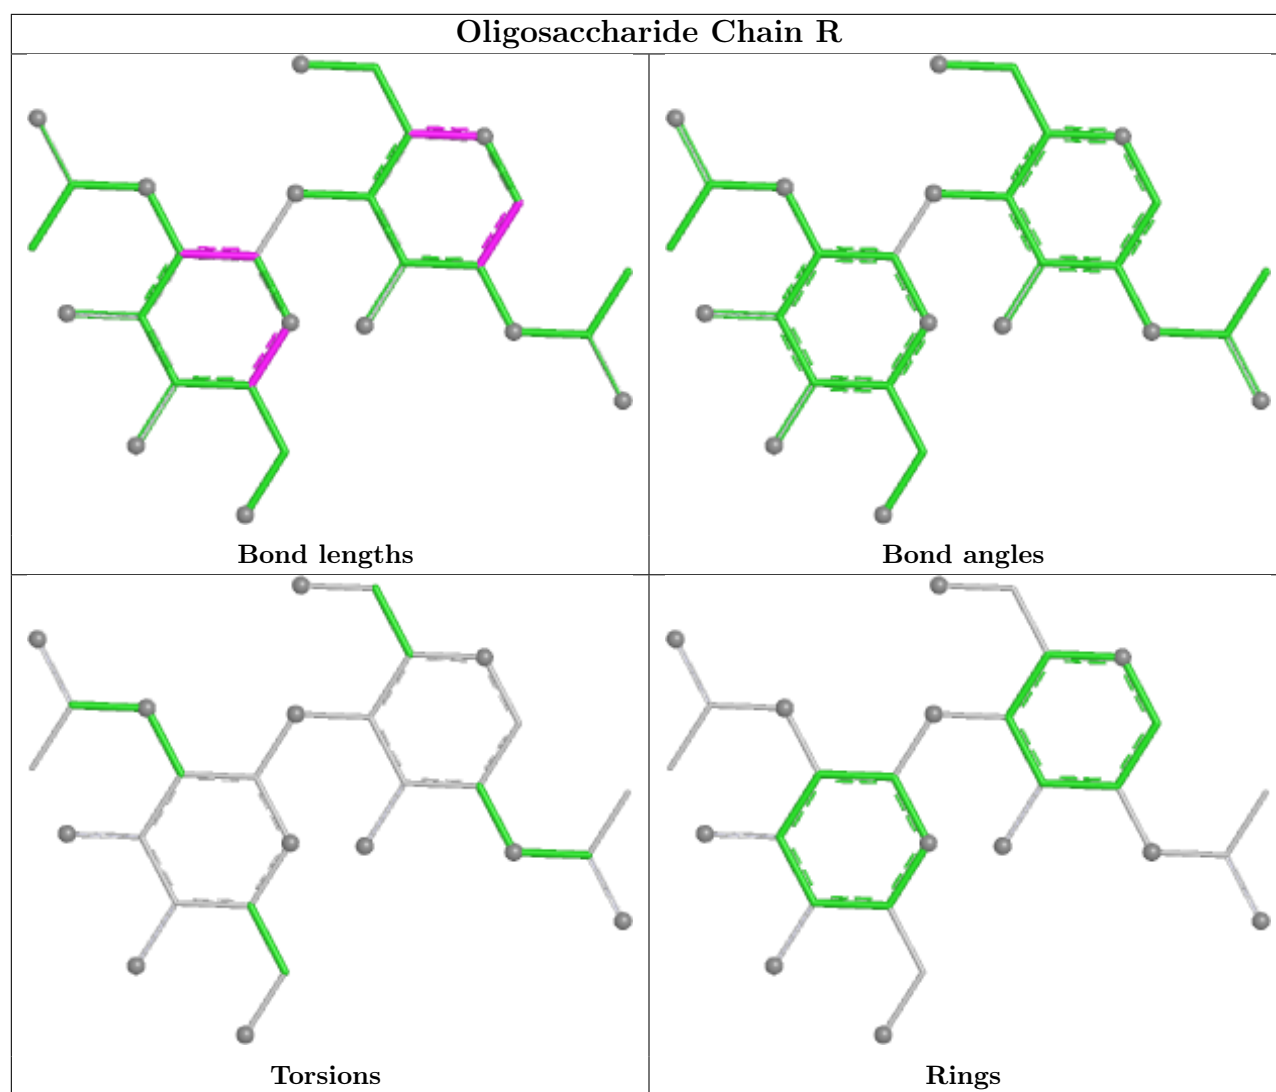 Oligosaccharide Chain R
Bond lengths
Bond angles
Torsions
Rings